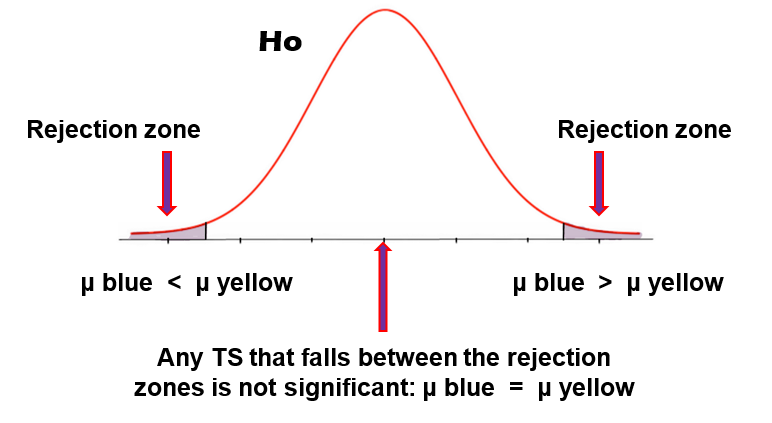 Ho
Rejection zone
Rejection zone
µ blue < µ yellow
µ blue > µ yellow
Any TS that falls between the rejection
zones is not significant: µ blue = µ yellow